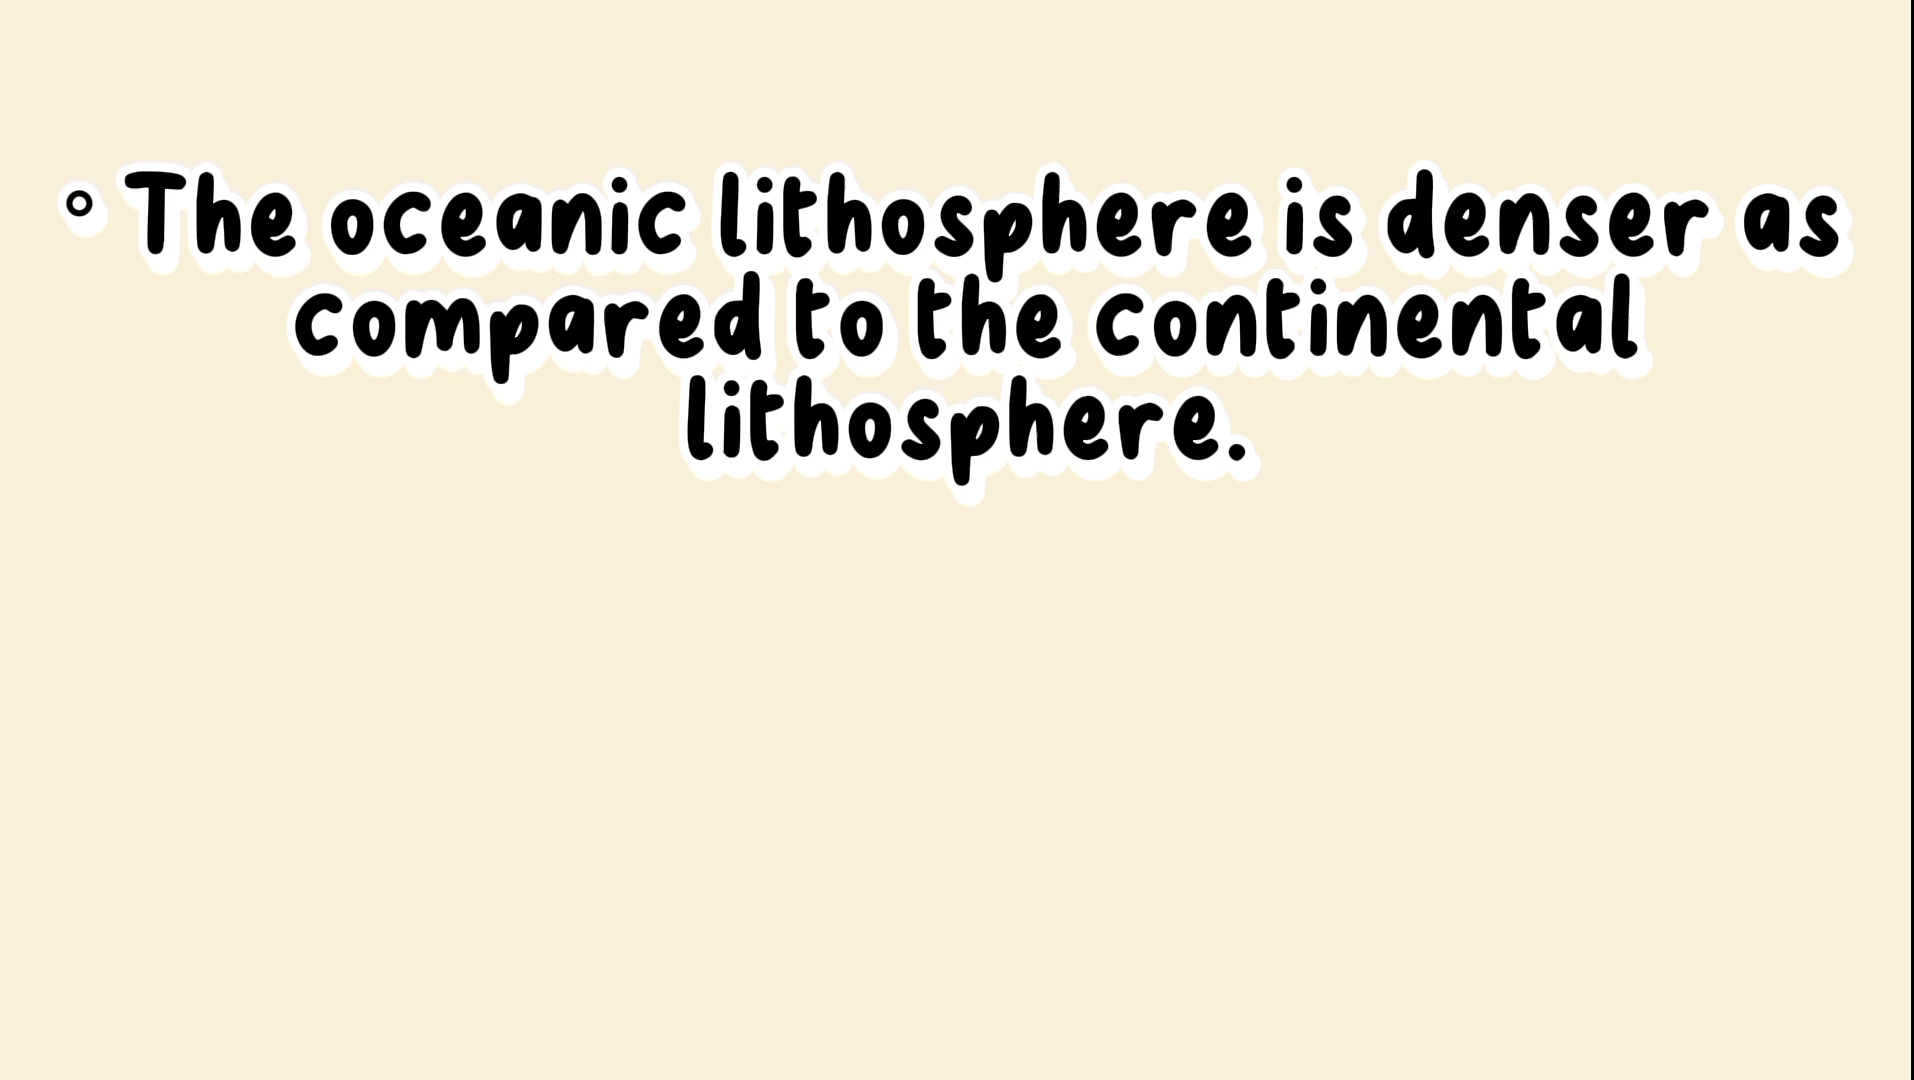 ° The oceanic lithosphere is denser as
compared to the continental
lithosphere.